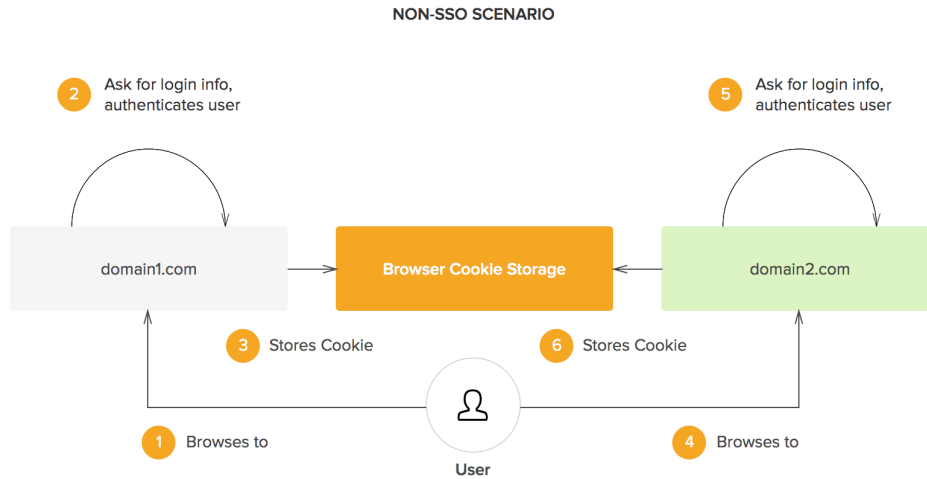 NON-SSO SCENARIO
2
Ask for login info,
authenticates user
5
Ask for login info,
authenticates user
domain1.com
Browser Cookie Storage
domain2.com
3
Stores Cookie
6
Stores Cookie
1
Browses to
4
Browses to
User